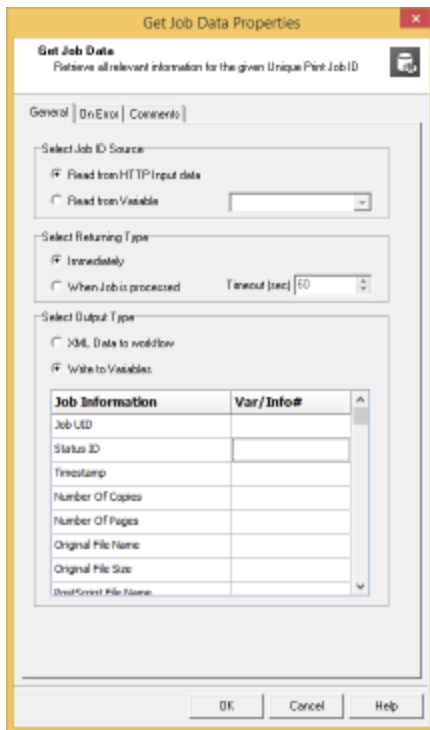 Get Job Data Properties
Get Job Data
Retrieve all relevant information for the given Unique Print Job ID
General
On Error
Comments
Select Job ID Source
Read from HTTP Input data
Read from Variable
Select Returning Type
Immediately
When Job is processed
Timeout (sec)
60
Select Output Type
XML Data to workflow
Write to Variables
Job Information
Var/Info#
Job UID
Status ID
Timestamp
Number Of Copies
Number Of Pages
Original File Name
Original File Size
PostScript File Name
OK
Cancel
Help